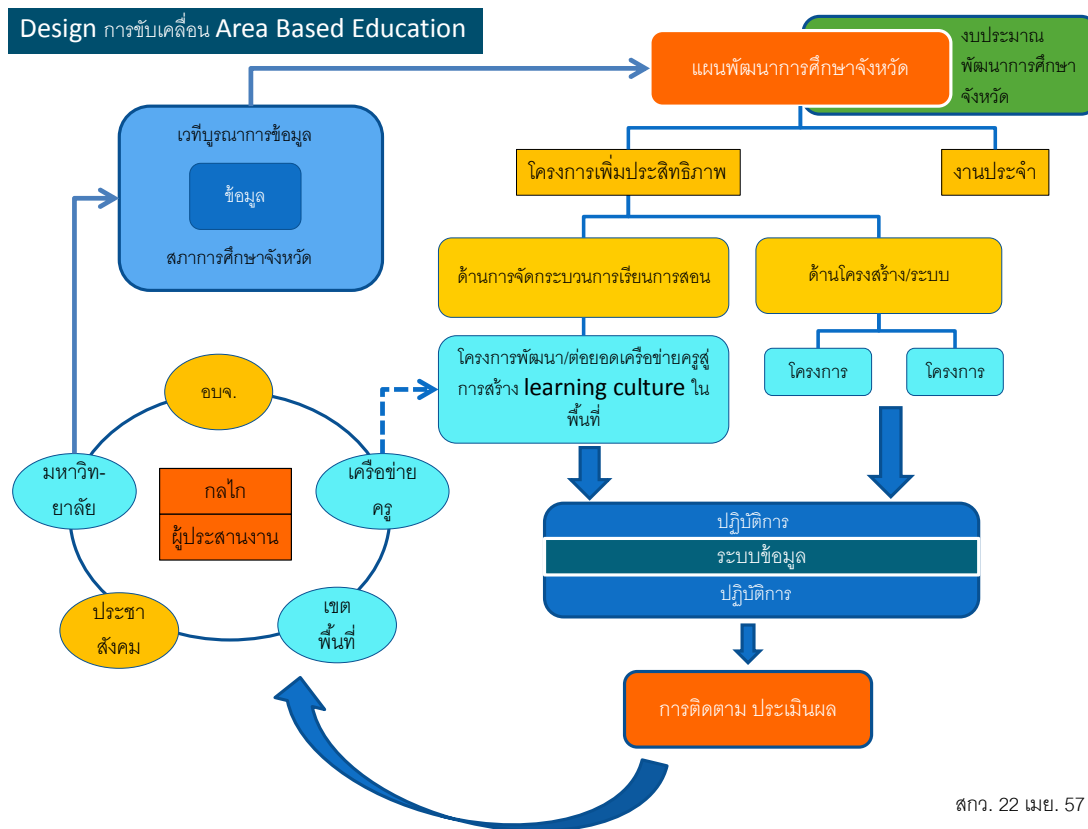 Design การขับเคลื่อน Area Based Education
แผนพัฒนาการศึกษาจังหวัด
งบประมาณ
พัฒนาการศึกษา
จังหวัด
เวทีบูรณาการข้อมูล
ข้อมูล
สภาการศึกษาจังหวัด
โครงการเพิ่มประสิทธิภาพ
งานประจำ
ด้านการจัดกระบวนการเรียนการสอน
ด้านโครงสร้าง/ระบบ
โครงการพัฒนา/ต่อยอดเครือข่ายครูสู่
การสร้าง learning culture ใน
พื้นที่
โครงการ
โครงการ
อบจ.
มหาวิท-
ยาลัย
กลไก
ผู้ประสานงาน
เครือข่าย
ครู
ประชา
สังคม
เขต
พื้นที่
ปฏิบัติการ
ระบบข้อมูล
ปฏิบัติการ
การติดตาม ประเมินผล
สกว. 22 เมย. 57